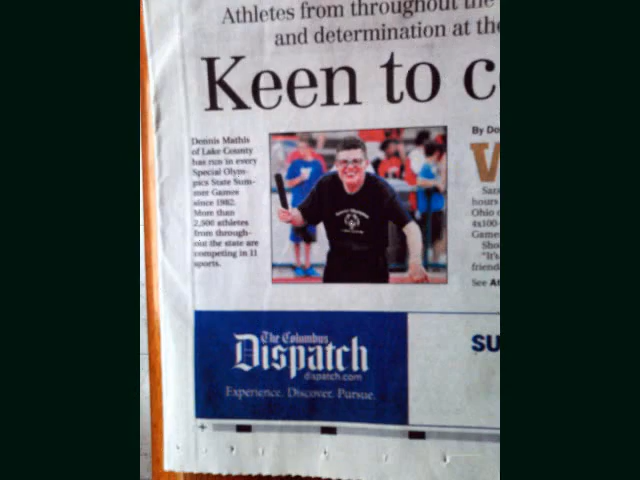 Athletes from throughout the
and determination at the
Keen to c
Dennis Mathis
of Lake County
has run in every
Special Olym-
pics State Sum-
mer Games
since 1982.
More than
2,500 athletes
from through-
out the state are
competing in 11
sports.
By Do
V
Sara
hours
Ohio
4x100-
Game
Sho
"It's
friend
See At
The Columbus
Dispatch
dispatch.com
Experience. Discover. Pursue.
SU